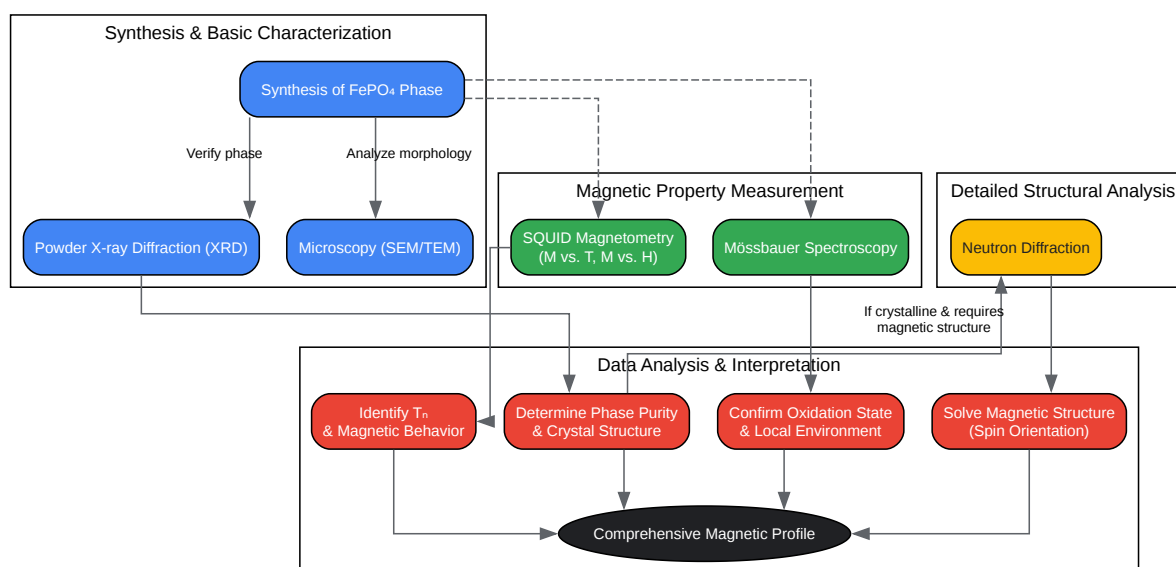 Synthesis & Basic Characterization
Synthesis of FePO₄ Phase
Verify phase
Analyze morphology
Magnetic Property Measurement
Detailed Structural Analysis
Powder X-ray Diffraction (XRD)
Microscopy (SEM/TEM)
SQUID Magnetometry
(M vs. T, M vs. H)
Mössbauer Spectroscopy
Neutron Diffraction
If crystalline & requires
magnetic structure
Data Analysis & Interpretation
Identify Tₙ
& Magnetic Behavior
Determine Phase Purity
& Crystal Structure
Confirm Oxidation State
& Local Environment
Solve Magnetic Structure
(Spin Orientation)
Comprehensive Magnetic Profile